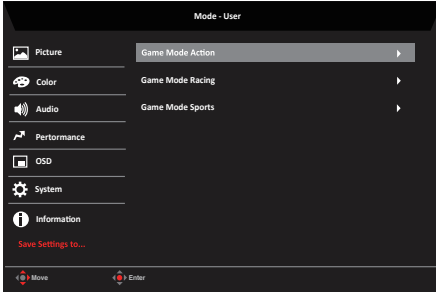 Mode - User
Picture
Color
Audio
Pertormance
OSD
System
Information
Save Settings to...
Game Mode Action
Game Mode Racing
Game Mode Sports
Move
Enter